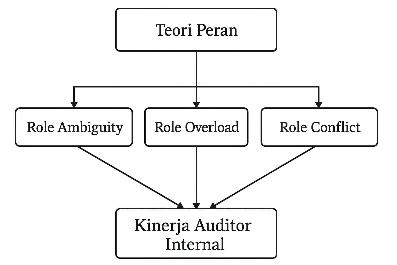 Teori Peran
Role Ambiguity
Role Overload
Role Conflict
Kinerja Auditor
Internal